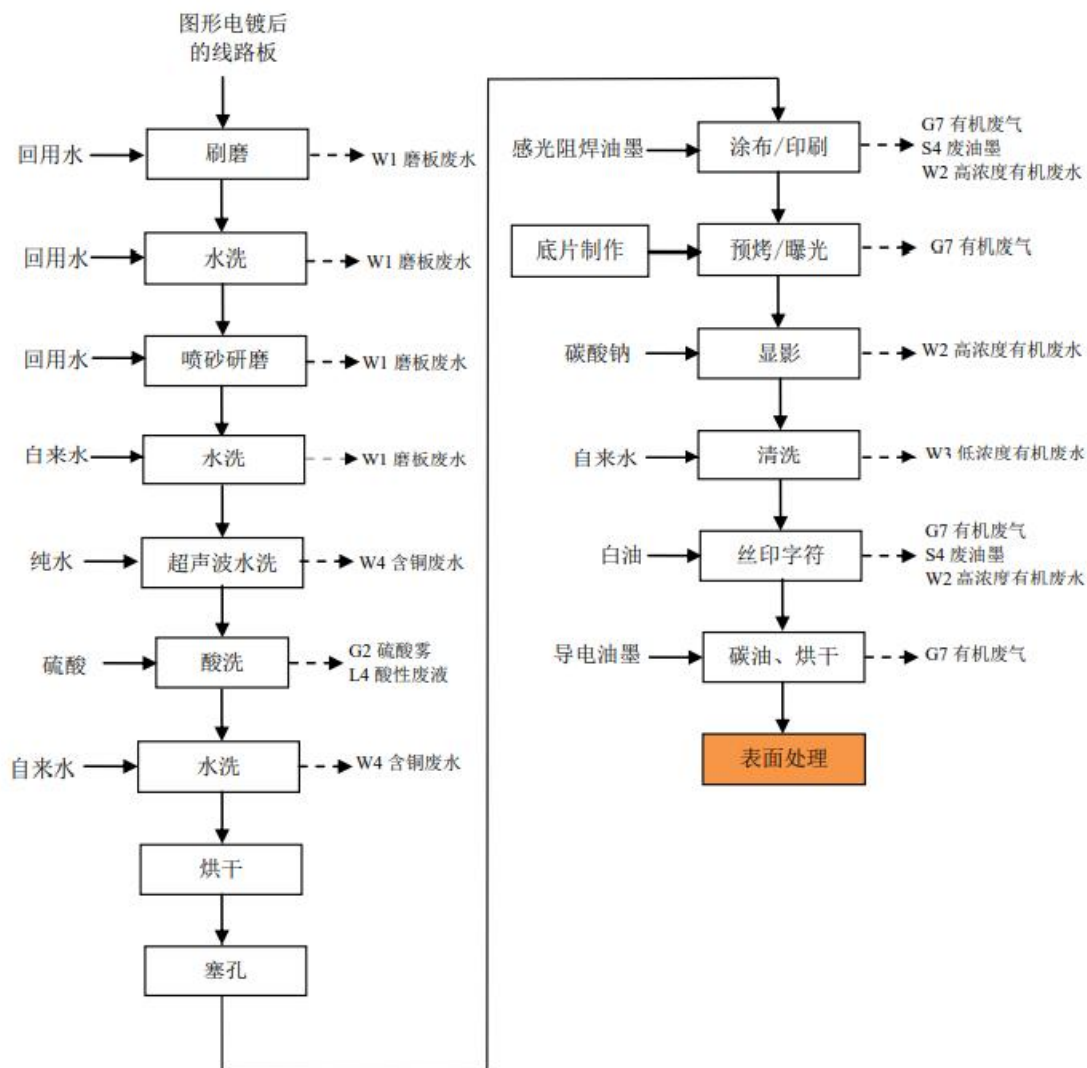 图形电镀后
的线路板
回用水
刷磨
W1 磨板废水
回用水
水洗
W1 磨板废水
回用水
喷砂研磨
W1 磨板废水
自来水
水洗
W1 磨板废水
纯水
超声波水洗
W4 含铜废水
硫酸
酸洗
G2 硫酸雾
L4 酸性废液
自来水
水洗
W4 含铜废水
烘干
塞孔
感光阻焊油墨
涂布/印刷
G7 有机废气
S4 废油墨
W2 高浓度有机废水
底片制作
预烤/曝光
G7 有机废气
碳酸钠
显影
W2 高浓度有机废水
自来水
清洗
W3 低浓度有机废水
白油
丝印字符
G7 有机废气
S4 废油墨
W2 高浓度有机废水
导电油墨
碳油、烘干
G7 有机废气
表面处理